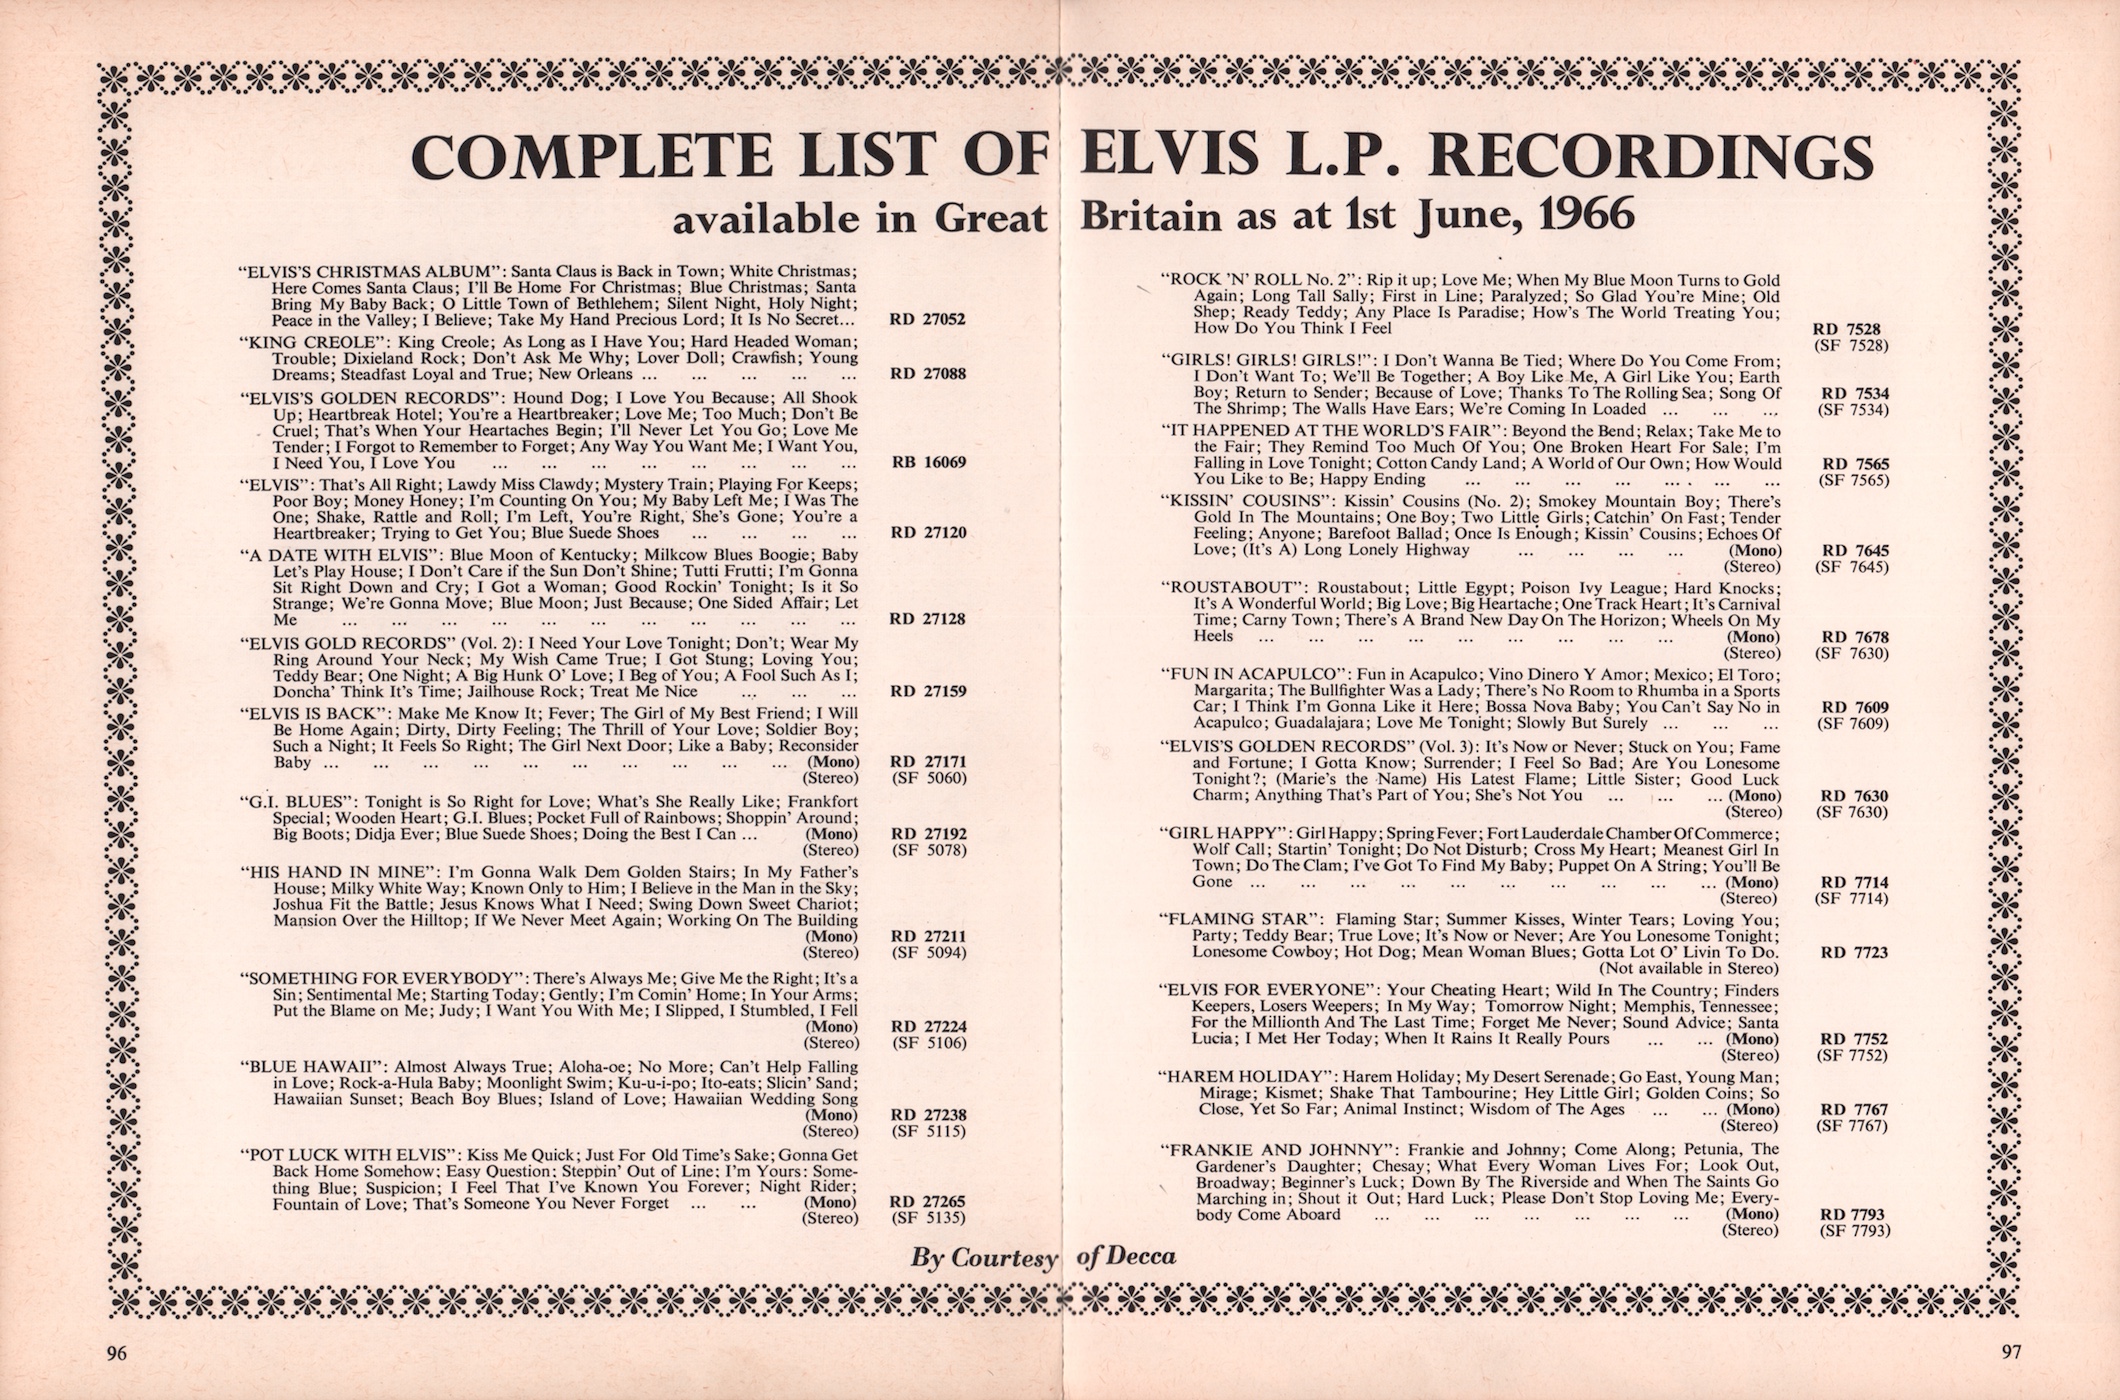 COMPLETE LIST OF ELVIS L.P. RECORDINGS
available in Great Britain as at 1st June, 1966
“ELVIS'S CHRISTMAS ALBUM”: Santa Claus is Back in Town; White Christmas;
Here Comes Santa Claus; I'll Be Home For Christmas; Blue Christmas; Santa
Bring My Baby Back; O Little Town of Bethlehem; Silent Night, Holy Night;
Peace in the Valley; I Believe; Take My Hand Precious Lord; It Is No Secret... RD 27052
“KING CREOLE”: King Creole; As Long as I Have You; Hard Headed Woman;
Trouble; Dixieland Rock; Don't Ask Me Why; Lover Doll; Crawfish; Young
Dreams; Steadfast Loyal and True; New Orleans ... ... ... ... ... RD 27088
“ELVIS'S GOLDEN RECORDS”: Hound Dog; I Love You Because; All Shook
Up; Heartbreak Hotel; You're a Heartbreaker; Love Me; Too Much; Don't Be
Cruel; That's When Your Heartaches Begin; I'll Never Let You Go; Love Me
Tender; I Forgot to Remember to Forget; Any Way You Want Me; I Want You,
I Need You, I Love You ... ... ... ... ... ... ... ... RB 16069
“ELVIS”: That's All Right; Lawdy Miss Clawdy; Mystery Train; Playing For Keeps;
Poor Boy; Money Honey; I'm Counting On You; My Baby Left Me; I Was The
One; Shake, Rattle and Roll; I'm Left, You're Right, She's Gone; You're a
Heartbreaker; Trying to Get You; Blue Suede Shoes ... ... ... ... RD 27120
“A DATE WITH ELVIS”: Blue Moon of Kentucky; Milkcow Blues Boogie; Baby
Let's Play House; I Don't Care if the Sun Don't Shine; Tutti Frutti; I'm Gonna
Sit Right Down and Cry; I Got a Woman; Good Rockin' Tonight; Is it So
Strange; We're Gonna Move; Blue Moon; Just Because; One Sided Affair; Let
Me ... ... ... ... ... ... ... ... ... ... ... RD 27128
“ELVIS GOLD RECORDS” (Vol. 2): I Need Your Love Tonight; Don't; Wear My
Ring Around Your Neck; My Wish Came True; I Got Stung; Loving You;
Teddy Bear; One Night; A Big Hunk O' Love; I Beg of You; A Fool Such As I;
Doncha' Think It's Time; Jailhouse Rock; Treat Me Nice ... ... ... RD 27159
“ELVIS IS BACK”: Make Me Know It; Fever; The Girl of My Best Friend; I Will
Be Home Again; Dirty, Dirty Feeling; The Thrill of Your Love; Soldier Boy;
Such a Night; It Feels So Right; The Girl Next Door; Like a Baby; Reconsider
Baby ... ... ... ... ... ... ... ... ... ... (Mono) RD 27171
(Stereo) (SF 5060)
“G.I. BLUES”: Tonight is So Right for Love; What's She Really Like; Frankfort
Special; Wooden Heart; G.I. Blues; Pocket Full of Rainbows; Shoppin' Around;
Big Boots; Didja Ever; Blue Suede Shoes; Doing the Best I Can ... (Mono) RD 27192
(Stereo) (SF 5078)
“HIS HAND IN MINE”: I'm Gonna Walk Dem Golden Stairs; In My Father's
House; Milky White Way; Known Only to Him; I Believe in the Man in the Sky;
Joshua Fit the Battle; Jesus Knows What I Need; Swing Down Sweet Chariot;
Mansion Over the Hilltop; If We Never Meet Again; Working On The Building
(Mono) RD 27211
(Stereo) (SF 5094)
“SOMETHING FOR EVERYBODY”: There's Always Me; Give Me the Right; It's a
Sin; Sentimental Me; Starting Today; Gently; I'm Comin' Home; In Your Arms;
Put the Blame on Me; Judy; I Want You With Me; I Slipped, I Stumbled, I Fell
(Mono) RD 27224
(Stereo) (SF 5106)
“BLUE HAWAII”: Almost Always True; Aloha-oe; No More; Can't Help Falling
in Love; Rock-a-Hula Baby; Moonlight Swim; Ku-u-i-po; Ito-eats; Slicin' Sand;
Hawaiian Sunset; Beach Boy Blues; Island of Love; Hawaiian Wedding Song
(Mono) RD 27238
(Stereo) (SF 5115)
“POT LUCK WITH ELVIS”: Kiss Me Quick; Just For Old Time's Sake; Gonna Get
Back Home Somehow; Easy Question; Steppin' Out of Line; I'm Yours: Some-
thing Blue; Suspicion; I Feel That I've Known You Forever; Night Rider;
Fountain of Love; That's Someone You Never Forget ... ... (Mono) RD 27265
(Stereo) (SF 5135)
“ROCK 'N' ROLL No. 2”: Rip it up; Love Me; When My Blue Moon Turns to Gold
Again; Long Tall Sally; First in Line; Paralyzed; So Glad You're Mine; Old
Shep; Ready Teddy; Any Place Is Paradise; How's The World Treating You;
How Do You Think I Feel RD 7528
(SF 7528)
“GIRLS! GIRLS! GIRLS!”: I Don't Wanna Be Tied; Where Do You Come From;
I Don't Want To; We'll Be Together; A Boy Like Me, A Girl Like You; Earth
Boy; Return to Sender; Because of Love; Thanks To The Rolling Sea; Song Of RD 7534
The Shrimp; The Walls Have Ears; We're Coming In Loaded ... ... ... (SF 7534)
“IT HAPPENED AT THE WORLD'S FAIR”: Beyond the Bend; Relax; Take Me to
the Fair; They Remind Too Much Of You; One Broken Heart For Sale; I'm
Falling in Love Tonight; Cotton Candy Land; A World of Our Own; How Would RD 7565
You Like to Be; Happy Ending ... ... ... ... ... ... ... (SF 7565)
“KISSIN' COUSINS”: Kissin' Cousins (No. 2); Smokey Mountain Boy; There's
Gold In The Mountains; One Boy; Two Little Girls; Catchin' On Fast; Tender
Feeling; Anyone; Barefoot Ballad; Once Is Enough; Kissin' Cousins; Echoes Of
Love; (It's A) Long Lonely Highway ... ... ... ... (Mono) RD 7645
(Stereo) (SF 7645)
“ROUSTABOUT”: Roustabout; Little Egypt; Poison Ivy League; Hard Knocks;
It's A Wonderful World; Big Love; Big Heartache; One Track Heart; It's Carnival
Time; Carny Town; There's A Brand New Day On The Horizon; Wheels On My
Heels ... ... ... ... ... ... ... ... ... (Mono) RD 7678
(Stereo) (SF 7630)
“FUN IN ACAPULCO”: Fun in Acapulco; Vino Dinero Y Amor; Mexico; El Toro;
Margarita; The Bullfighter Was a Lady; There's No Room to Rhumba in a Sports
Car; I Think I'm Gonna Like it Here; Bossa Nova Baby; You Can't Say No in RD 7609
Acapulco; Guadalajara; Love Me Tonight; Slowly But Surely ... ... ... (SF 7609)
“ELVIS'S GOLDEN RECORDS” (Vol. 3): It's Now or Never; Stuck on You; Fame
and Fortune; I Gotta Know; Surrender; I Feel So Bad; Are You Lonesome
Tonight?; (Marie's the Name) His Latest Flame; Little Sister; Good Luck
Charm; Anything That's Part of You; She's Not You ... ... ... (Mono) RD 7630
(Stereo) (SF 7630)
“GIRL HAPPY”: Girl Happy; Spring Fever; Fort Lauderdale Chamber Of Commerce;
Wolf Call; Startin' Tonight; Do Not Disturb; Cross My Heart; Meanest Girl In
Town; Do The Clam; I've Got To Find My Baby; Puppet On A String; You'll Be
Gone ... ... ... ... ... ... ... ... ... ... (Mono) RD 7714
(Stereo) (SF 7714)
“FLAMING STAR”: Flaming Star; Summer Kisses, Winter Tears; Loving You;
Party; Teddy Bear; True Love; It's Now or Never; Are You Lonesome Tonight;
Lonesome Cowboy; Hot Dog; Mean Woman Blues; Gotta Lot O' Livin To Do. RD 7723
(Not available in Stereo)
“ELVIS FOR EVERYONE”: Your Cheating Heart; Wild In The Country; Finders
Keepers, Losers Weepers; In My Way; Tomorrow Night; Memphis, Tennessee;
For the Millionth And The Last Time; Forget Me Never; Sound Advice; Santa
Lucia; I Met Her Today; When It Rains It Really Pours ... ... (Mono) RD 7752
(Stereo) (SF 7752)
“HAREM HOLIDAY”: Harem Holiday; My Desert Serenade; Go East, Young Man;
Mirage; Kismet; Shake That Tambourine; Hey Little Girl; Golden Coins; So
Close, Yet So Far; Animal Instinct; Wisdom of The Ages ... ... (Mono) RD 7767
(Stereo) (SF 7767)
“FRANKIE AND JOHNNY”: Frankie and Johnny; Come Along; Petunia, The
Gardener's Daughter; Chesay; What Every Woman Lives For; Look Out,
Broadway; Beginner's Luck; Down By The Riverside and When The Saints Go
Marching in; Shout it Out; Hard Luck; Please Don't Stop Loving Me; Every-
body Come Aboard ... ... ... ... ... ... ... (Mono) RD 7793
(Stereo) (SF 7793)
By Courtesy of Decca
96
97